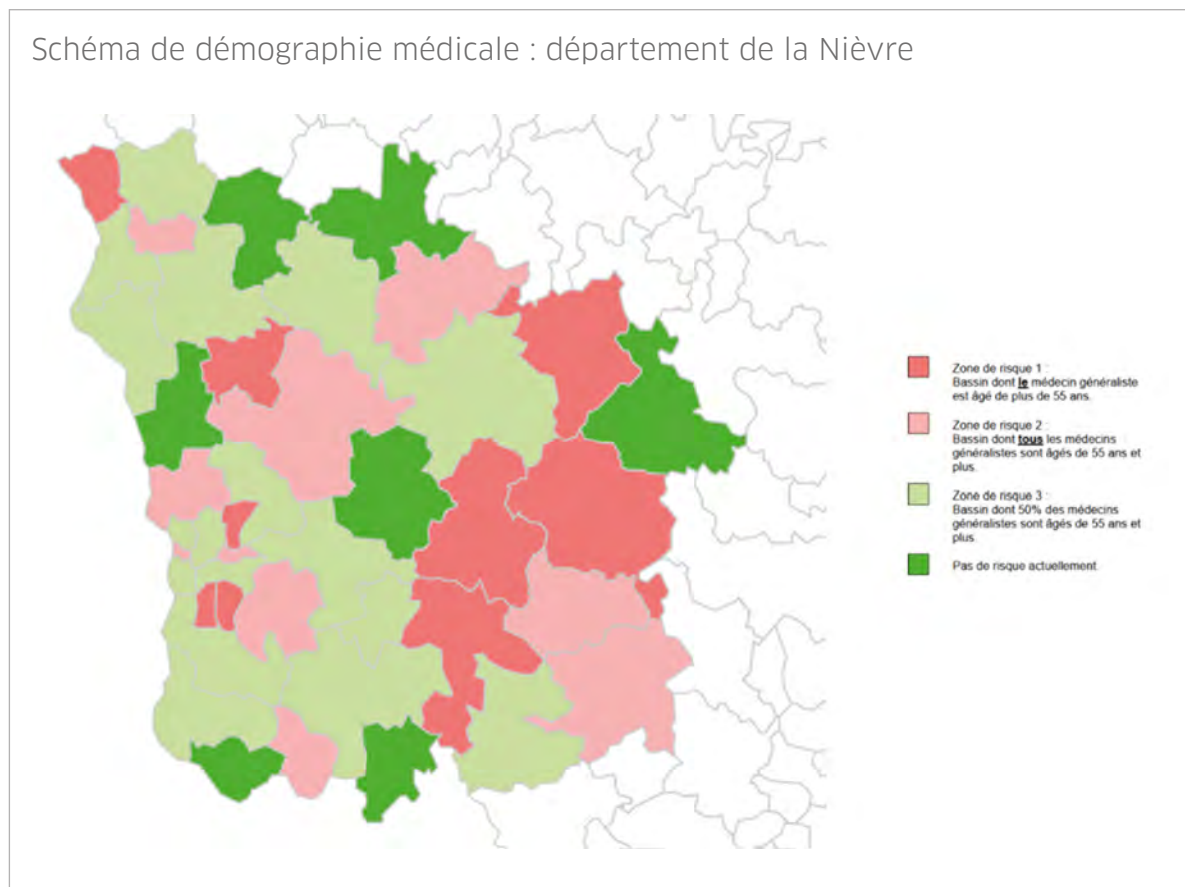 Schéma de démographie médicale : département de la Nièvre
Zone de risque 1 :
Bassin dont le médecin généraliste
est âgé de plus de 55 ans.
Zone de risque 2 :
Bassin dont tous les médecins
généralistes sont âgés de 55 ans et
plus.
Zone de risque 3 :
Bassin dont 50% des médecins
généralistes sont âgés de 55 ans et
plus.
Pas de risque actuellement.